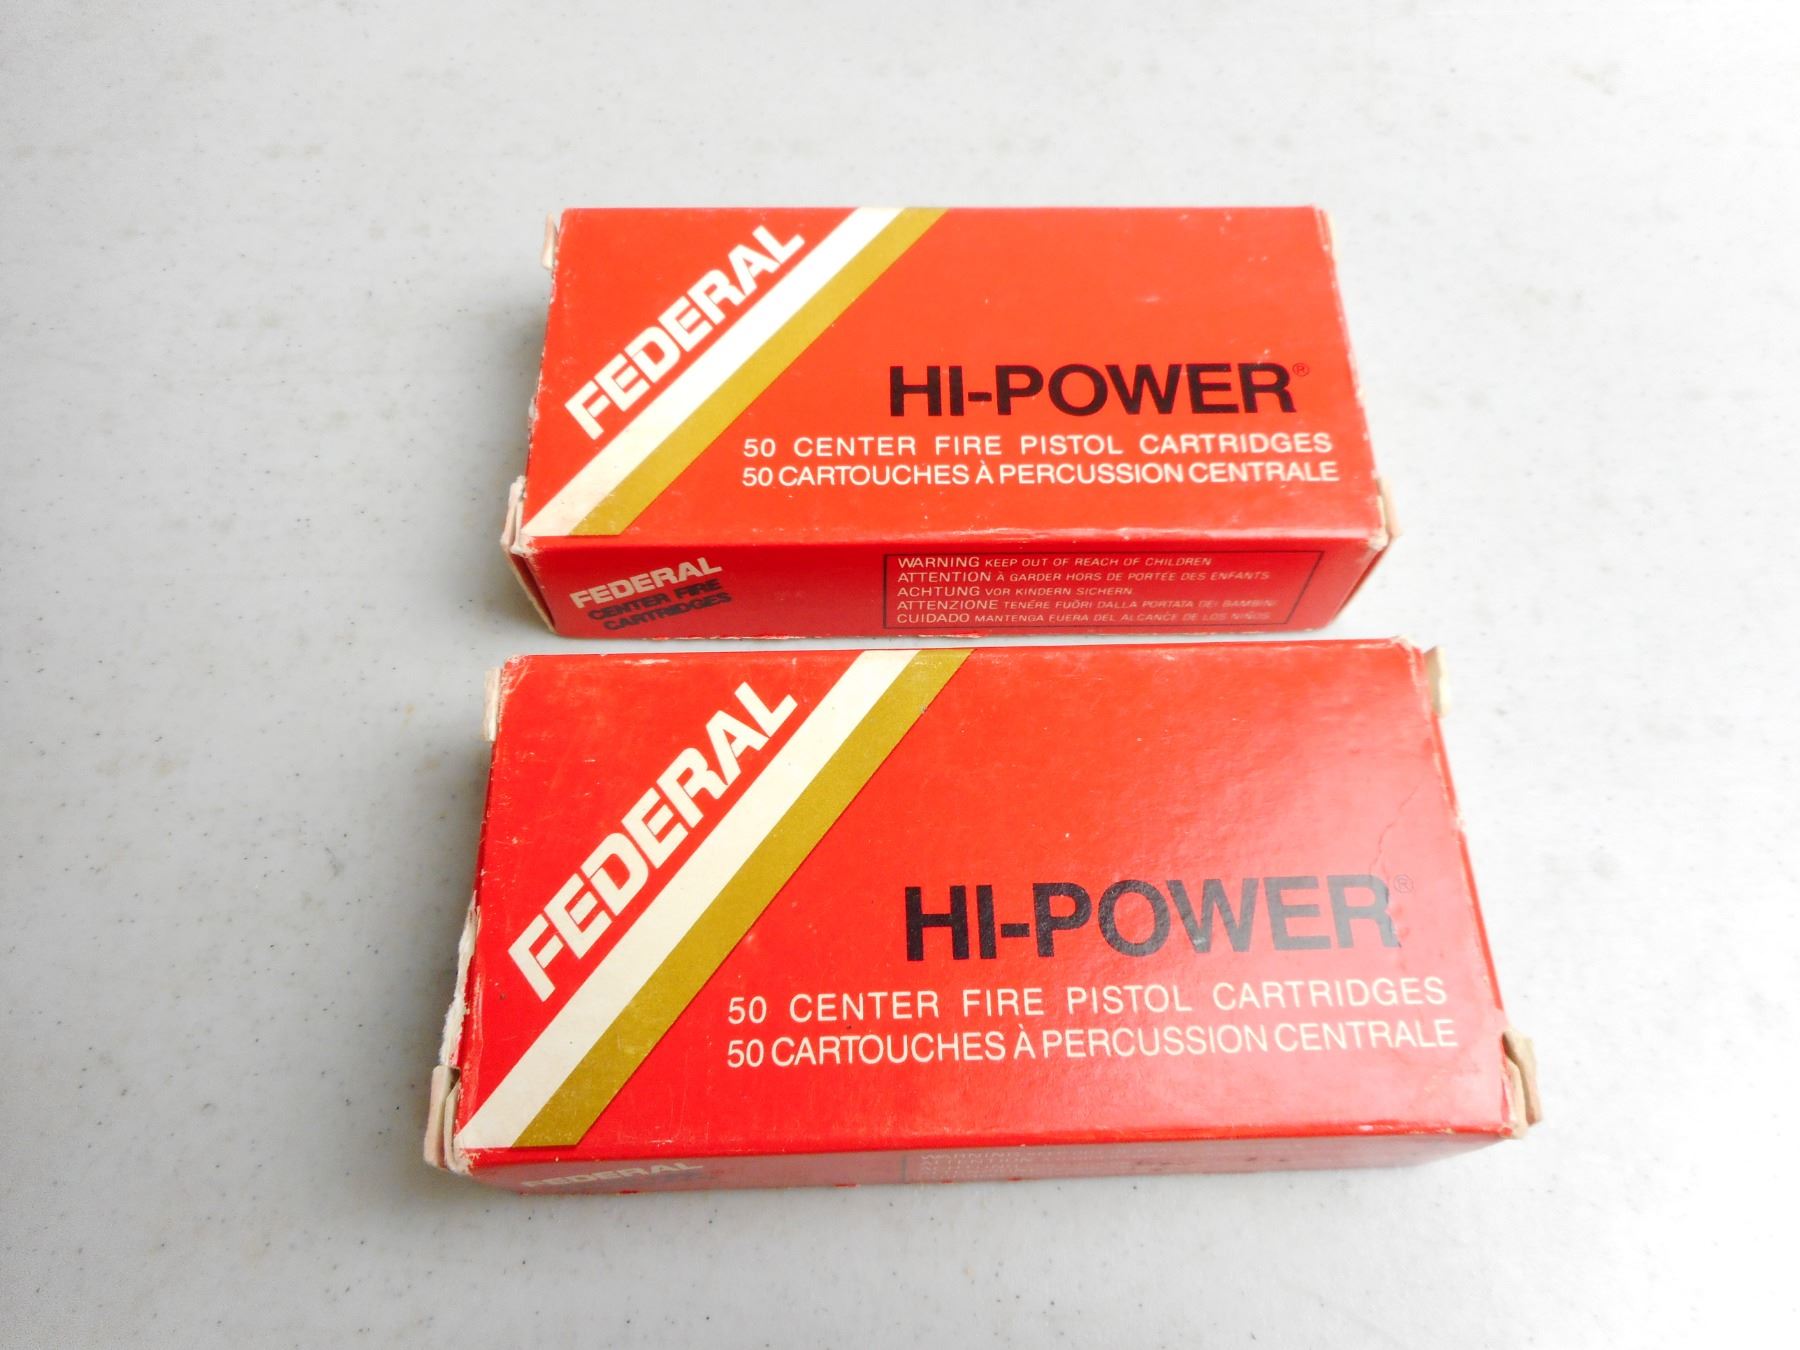 FEDERAL
HI-POWER®
50 CENTER FIRE PISTOL CARTRIDGES
50 CARTOUCHES À PERCUSSION CENTRALE
FEDERAL
CENTER FIRE
CARTRIDGES
WARNING KEEP OUT OF REACH OF CHILDREN
ATTENTION À GARDER HORS DE PORTEE DES ENFANTS
ACHTUNG VOR KINDERN SICHERN
ATTENZIONE TENÉRE FUÓRI DALLA PORTATA DEI BAMBINI
CUIDADO MANTENGA FUERA DEL ALCANCE DE LOS NIÑOS
FEDERAL
HI-POWER®
50 CENTER FIRE PISTOL CARTRIDGES
50 CARTOUCHES À PERCUSSION CENTRALE
FEDERAL
WARNING